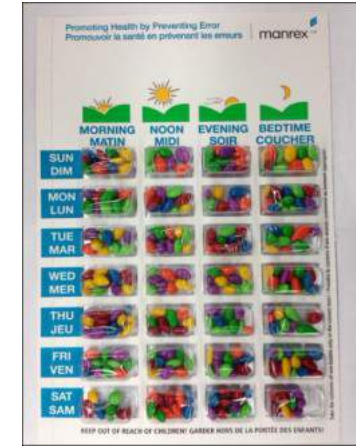 Promoting Health by Preventing Error
Promouvoir la santé en prévenant les erreurs
manrex
MORNING NOON EVENING BEDTIME
MATIN MIDI SOIR COUCHER
SUN
DIM
MON
LUN
TUE
MAR
WED
MER
THU
JEU
FRI
VEN
SAT
SAM
KEEP OUT OF REACH OF CHILDREN! GARDER HORS DE LA PORTÉE DES ENFANTS!